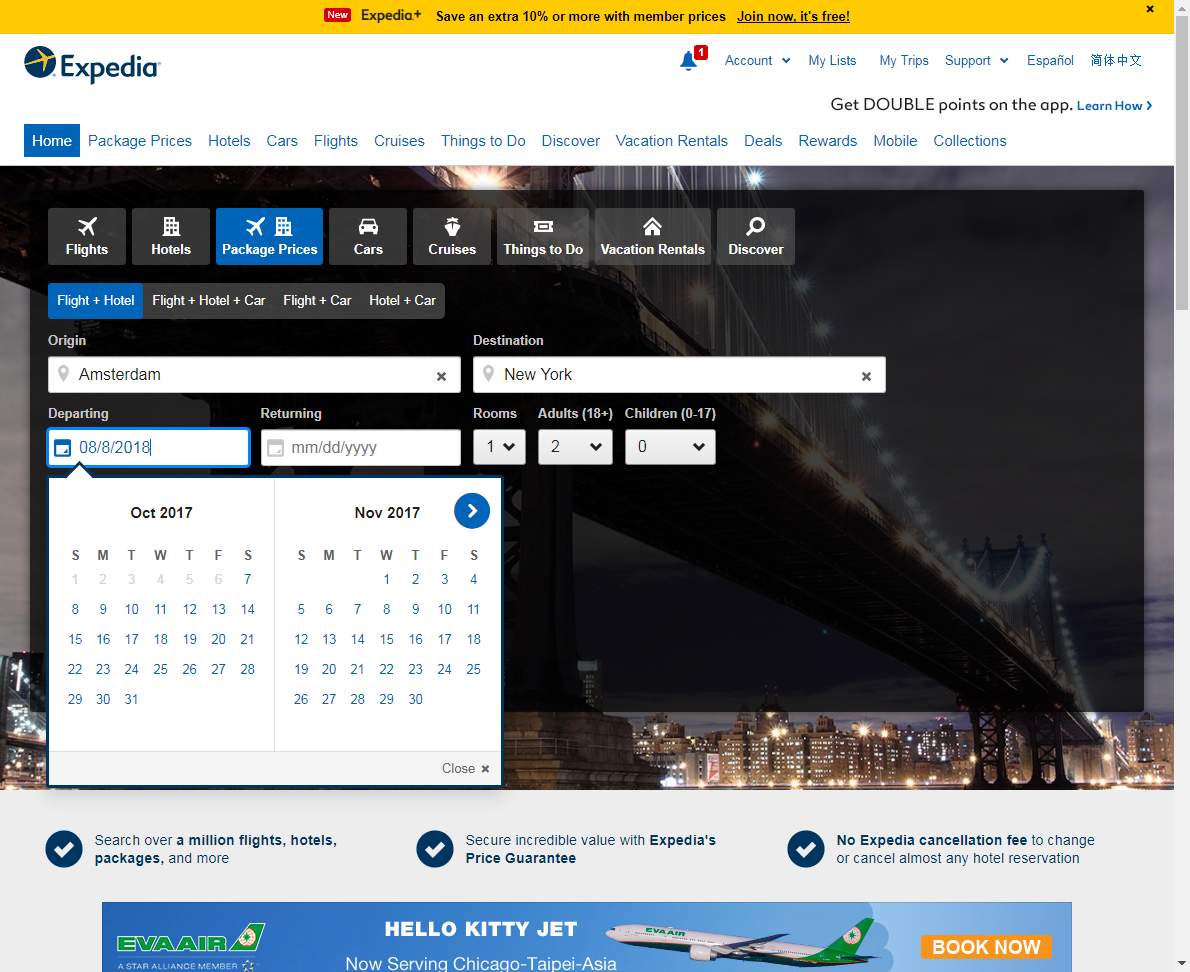 New Expedia+ Save an extra 10% or more with member prices Join now, it's free!
Expedia
1
Account My Lists My Trips Support Español 简体中文
Get DOUBLE points on the app. Learn How
Home Package Prices Hotels Cars Flights Cruises Things to Do Discover Vacation Rentals Deals Rewards Mobile Collections
Flights Hotels Package Prices Cars Cruises Things to Do Vacation Rentals Discover
Flight + Hotel Flight + Hotel + Car Flight + Car Hotel + Car
Origin Destination
Amsterdam New York
Departing Returning Rooms Adults (18+) Children (0-17)
08/8/2018 mm/dd/yyyy 1 2 0
Oct 2017 Nov 2017
S M T W T F S S M T W T F S
1 2 3 4 5 6 7 1 2 3 4
8 9 10 11 12 13 14 5 6 7 8 9 10 11
15 16 17 18 19 20 21 12 13 14 15 16 17 18
22 23 24 25 26 27 28 19 20 21 22 23 24 25
29 30 31 26 27 28 29 30
Close
Search over a million flights, hotels, Secure incredible value with Expedia's No Expedia cancellation fee to change
packages, and more Price Guarantee or cancel almost any hotel reservation
HELLO KITTY JET
EVA AIR EVA AIR BOOK NOW
A STAR ALLIANCE MEMBER Now Serving Chicago-Taipei-Asia